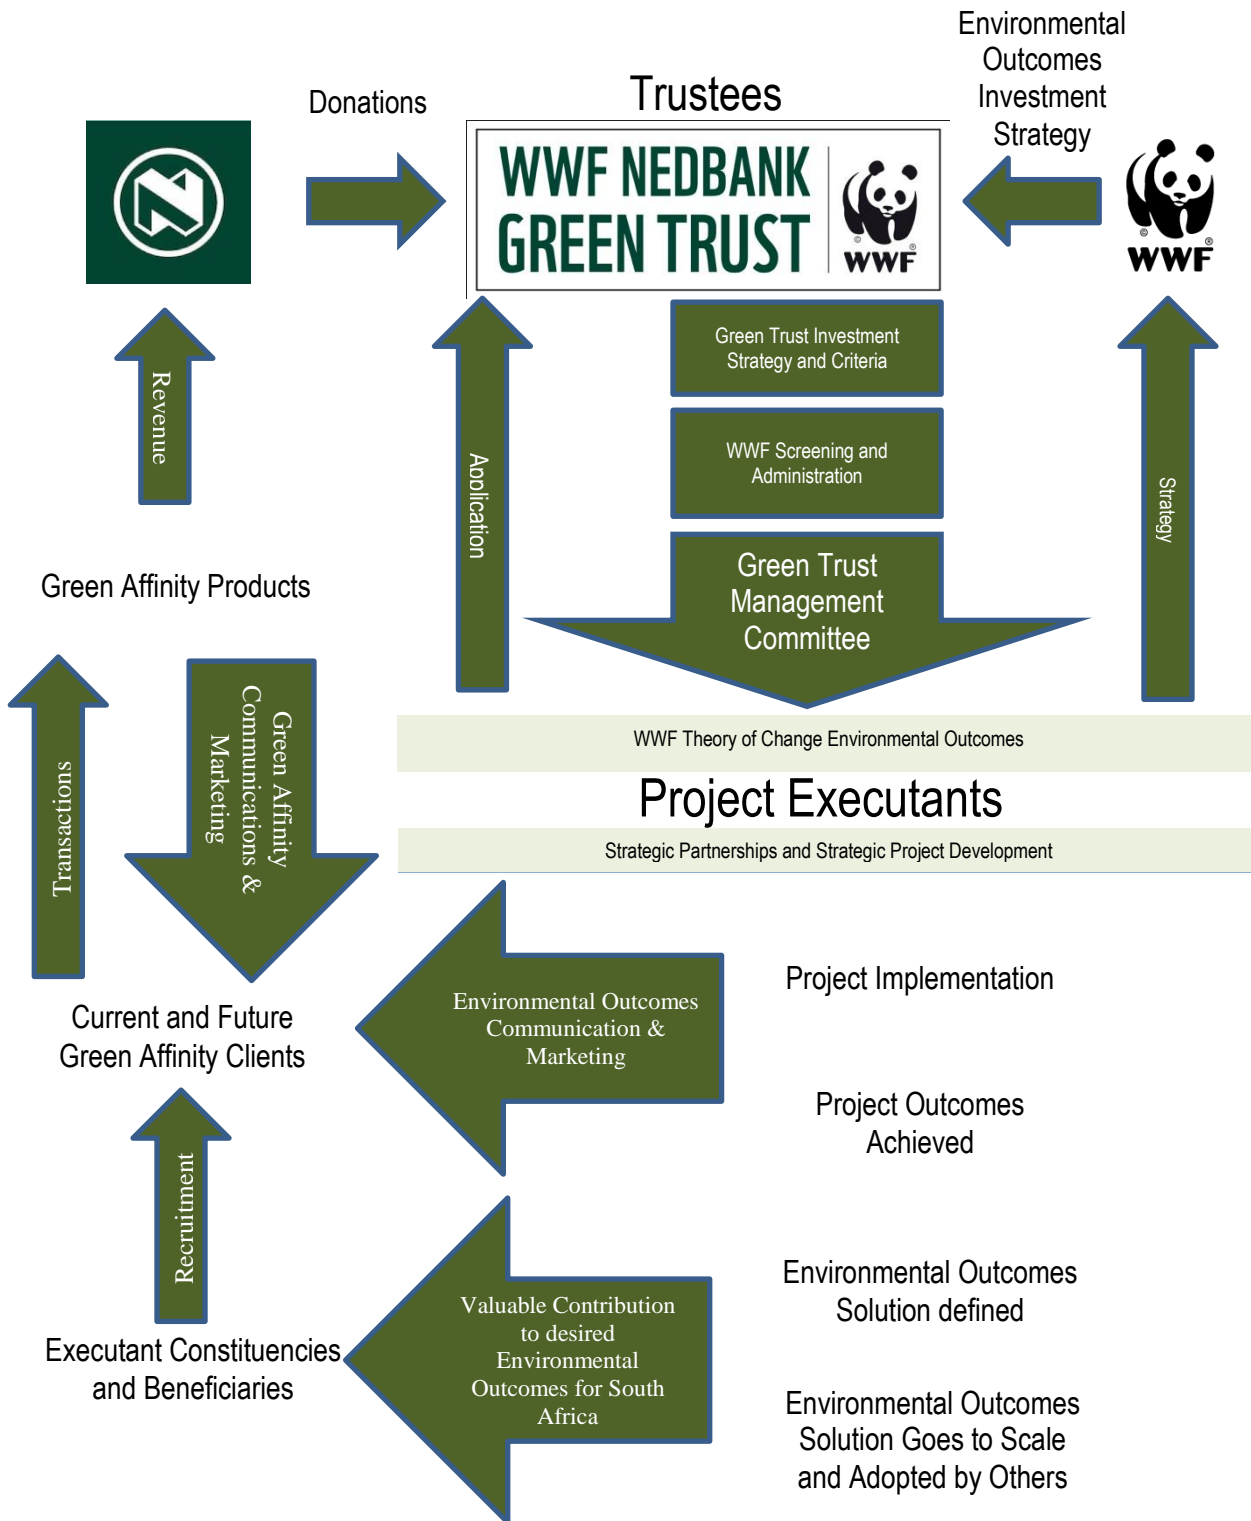 Environmental
Outcomes
Investment
Strategy
Donations
Trustees
WWF NEDBANK
GREEN TRUST
© ®
WWF
© ®
WWF
N
Revenue
Application
Green Trust Investment
Strategy and Criteria
WWF Screening and
Administration
Green Trust
Management
Committee
Strategy
Green Affinity Products
Transactions
Green Affinity
Communications &
Marketing
WWF Theory of Change Environmental Outcomes
Project Executants
Strategic Partnerships and Strategic Project Development
Current and Future
Green Affinity Clients
Environmental Outcomes
Communication &
Marketing
Project Implementation
Project Outcomes
Achieved
Recruitment
Executant Constituencies
and Beneficiaries
Valuable Contribution
to desired
Environmental
Outcomes for South
Africa
Environmental Outcomes
Solution defined
Environmental Outcomes
Solution Goes to Scale
and Adopted by Others